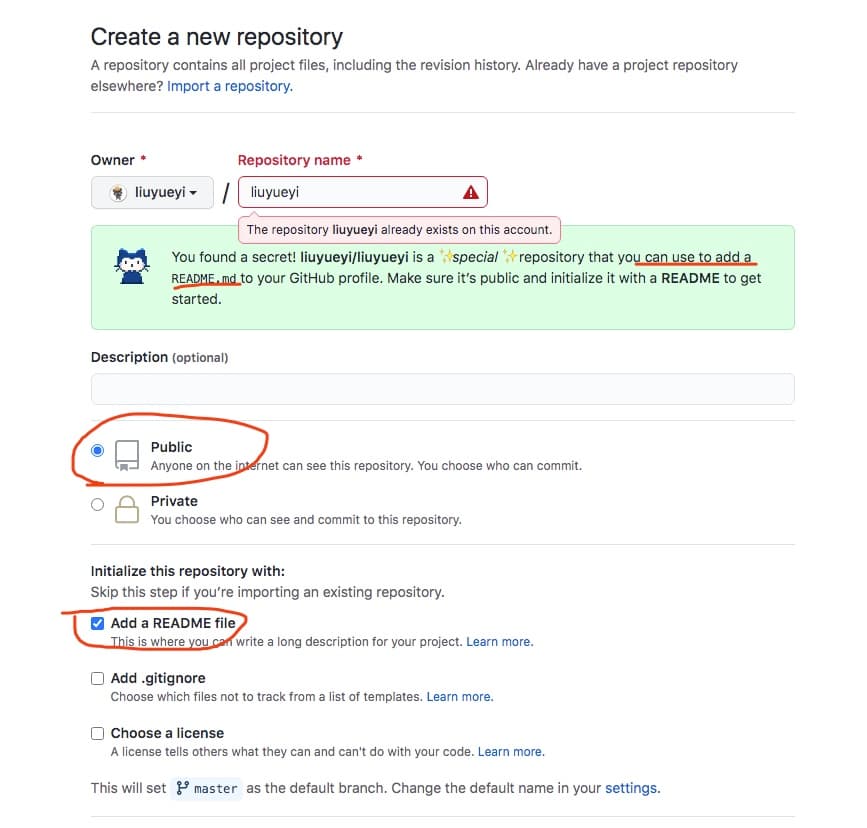 Create a new repository
A repository contains all project files, including the revision history. Already have a project repository
elsewhere? Import a repository.
Owner *
Repository name *
liuyueyi
/
liuyueyi
The repository liuyueyi already exists on this account.
You found a secret! liuyueyi/liuyueyi is a ✨special ✨repository that you can use to add a
README.md to your GitHub profile. Make sure it's public and initialize it with a README to get
started.
Description (optional)
Public
Anyone on the internet can see this repository. You choose who can commit.
Private
You choose who can see and commit to this repository.
Initialize this repository with:
Skip this step if you're importing an existing repository.
Add a README file
This is where you can write a long description for your project. Learn more.
Add .gitignore
Choose which files not to track from a list of templates. Learn more.
Choose a license
A license tells others what they can and can't do with your code. Learn more.
This will set master as the default branch. Change the default name in your settings.